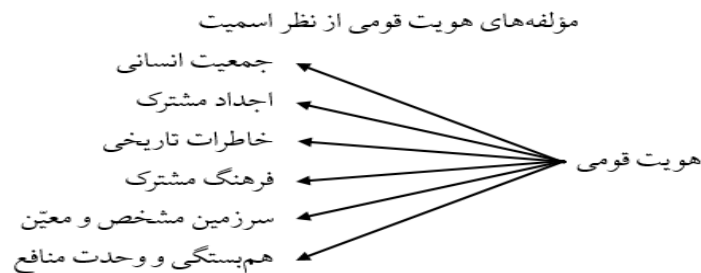 مؤلفه‌های هویت قومی از نظر اسمیت
هویت قومی
جمعیت انسانی
اجداد مشترک
خاطرات تاریخی
فرهنگ مشترک
سرزمین مشخص و معیّن
هم‌بستگی و وحدت منافع